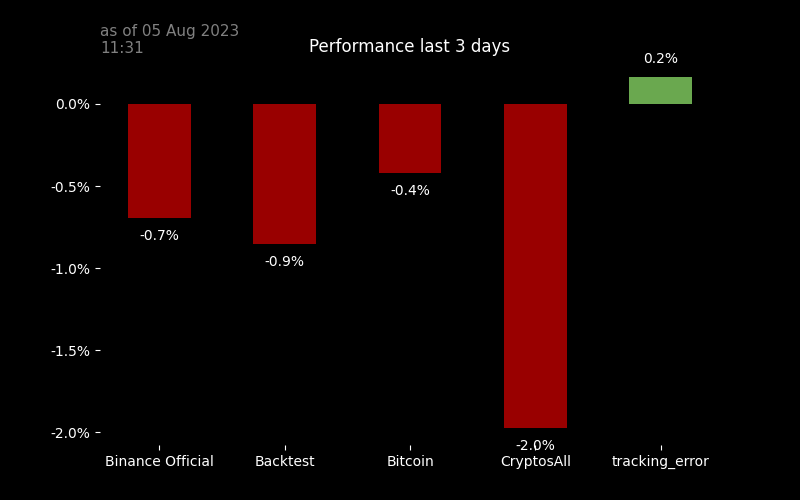 as of 05 Aug 2023
11:31
Performance last 3 days
0.2%
0.0%
-0.5%
-0.4%
-0.7%
-0.9%
-1.0%
-1.5%
-2.0%
-2.0%
Binance Official
Backtest
Bitcoin
CryptosAll
tracking_error